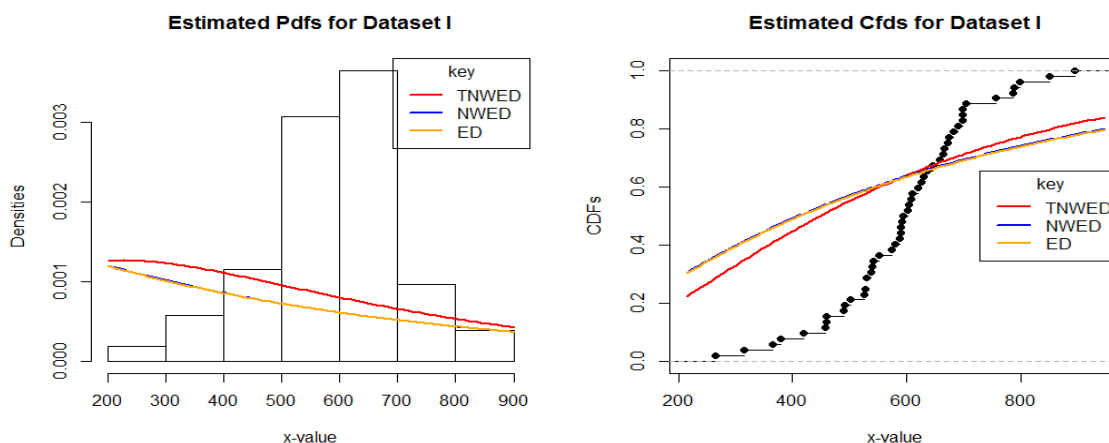 Estimated Pdfs for Dataset I
Densities
0.003
0.002
0.001
0.000
key
TNWED
NWED
ED
200 300 400 500 600 700 800 900
x-value
Estimated Cfds for Dataset I
CDFs
1.0
0.8
0.6
0.4
0.2
0.0
key
TNWED
NWED
ED
200 400 600 800
x-value